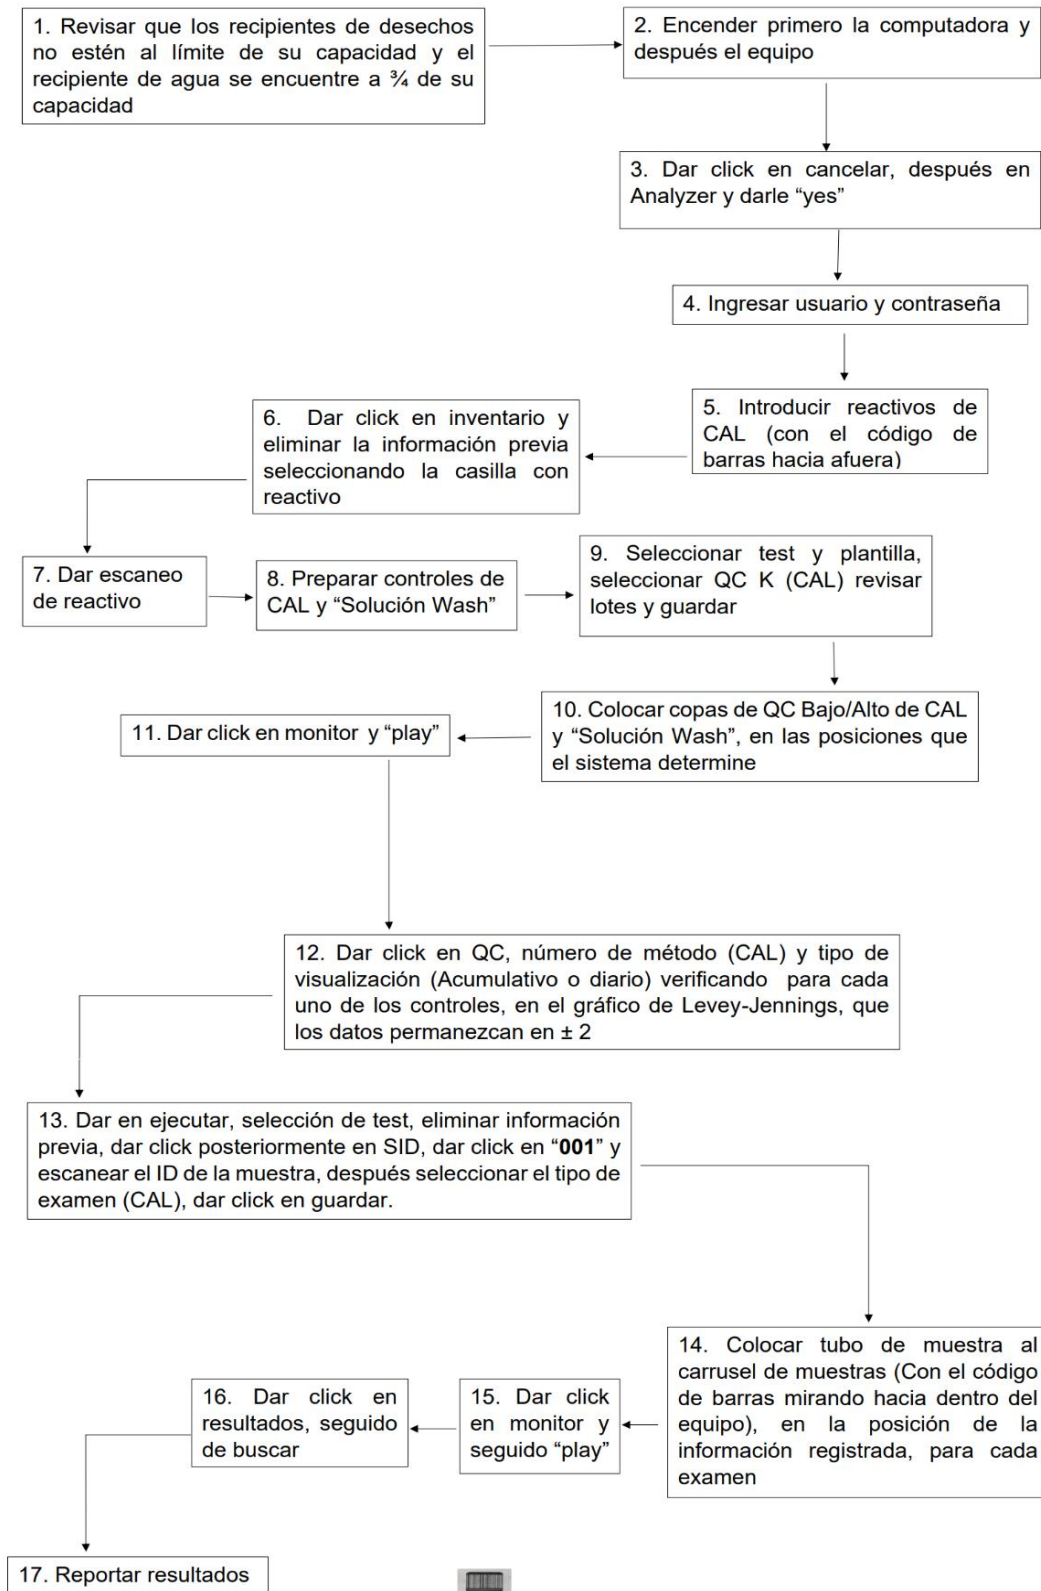 1. Revisar que los recipientes de desechos
no estén al límite de su capacidad y el
recipiente de agua se encuentre a ¾ de su
capacidad
2. Encender primero la computadora y
después el equipo
3. Dar click en cancelar, después en
Analyzer y darle “yes”
4. Ingresar usuario y contraseña
5. Introducir reactivos de
CAL (con el código de
barras hacia afuera)
6. Dar click en inventario y
eliminar la información previa
seleccionando la casilla con
reactivo
7. Dar escaneo
de reactivo
8. Preparar controles de
CAL y “Solución Wash”
9. Seleccionar test y plantilla,
seleccionar QC K (CAL) revisar
lotes y guardar
10. Colocar copas de QC Bajo/Alto de CAL
y “Solución Wash”, en las posiciones que
el sistema determine
11. Dar click en monitor y “play”
12. Dar click en QC, número de método (CAL) y tipo de
visualización (Acumulativo o diario) verificando para cada
uno de los controles, en el gráfico de Levey-Jennings, que
los datos permanezcan en ± 2
13. Dar en ejecutar, selección de test, eliminar información
previa, dar click posteriormente en SID, dar click en “001” y
escanear el ID de la muestra, después seleccionar el tipo de
examen (CAL), dar click en guardar.
14. Colocar tubo de muestra al
carrusel de muestras (Con el código
de barras mirando hacia dentro del
equipo), en la posición de la
información registrada, para cada
examen
15. Dar click
en monitor y
seguido “play”
16. Dar click en
resultados, seguido
de buscar
17. Reportar resultados